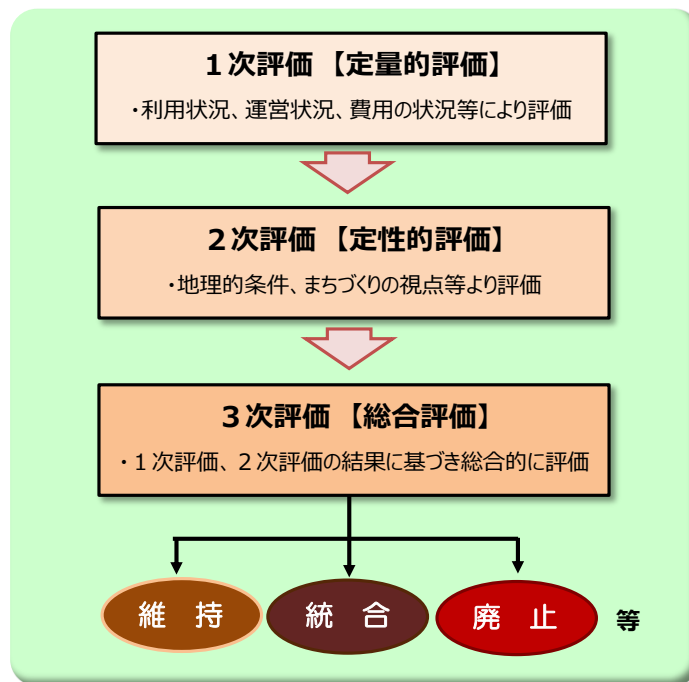 １次評価 【定量的評価】
・利用状況、運営状況、費用の状況等により評価
２次評価 【定性的評価】
・地理的条件、まちづくりの視点等より評価
３次評価 【総合評価】
・１次評価、２次評価の結果に基づき総合的に評価
維 持
統 合
廃 止
等